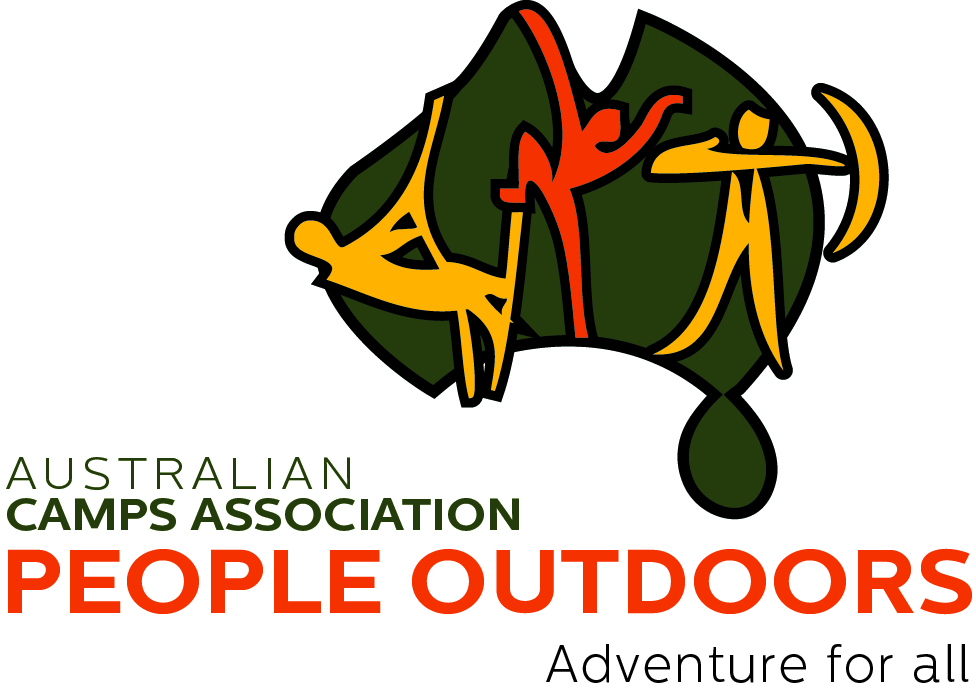 AUSTRALIAN
CAMPS ASSOCIATION
PEOPLE OUTDOORS
Adventure for all